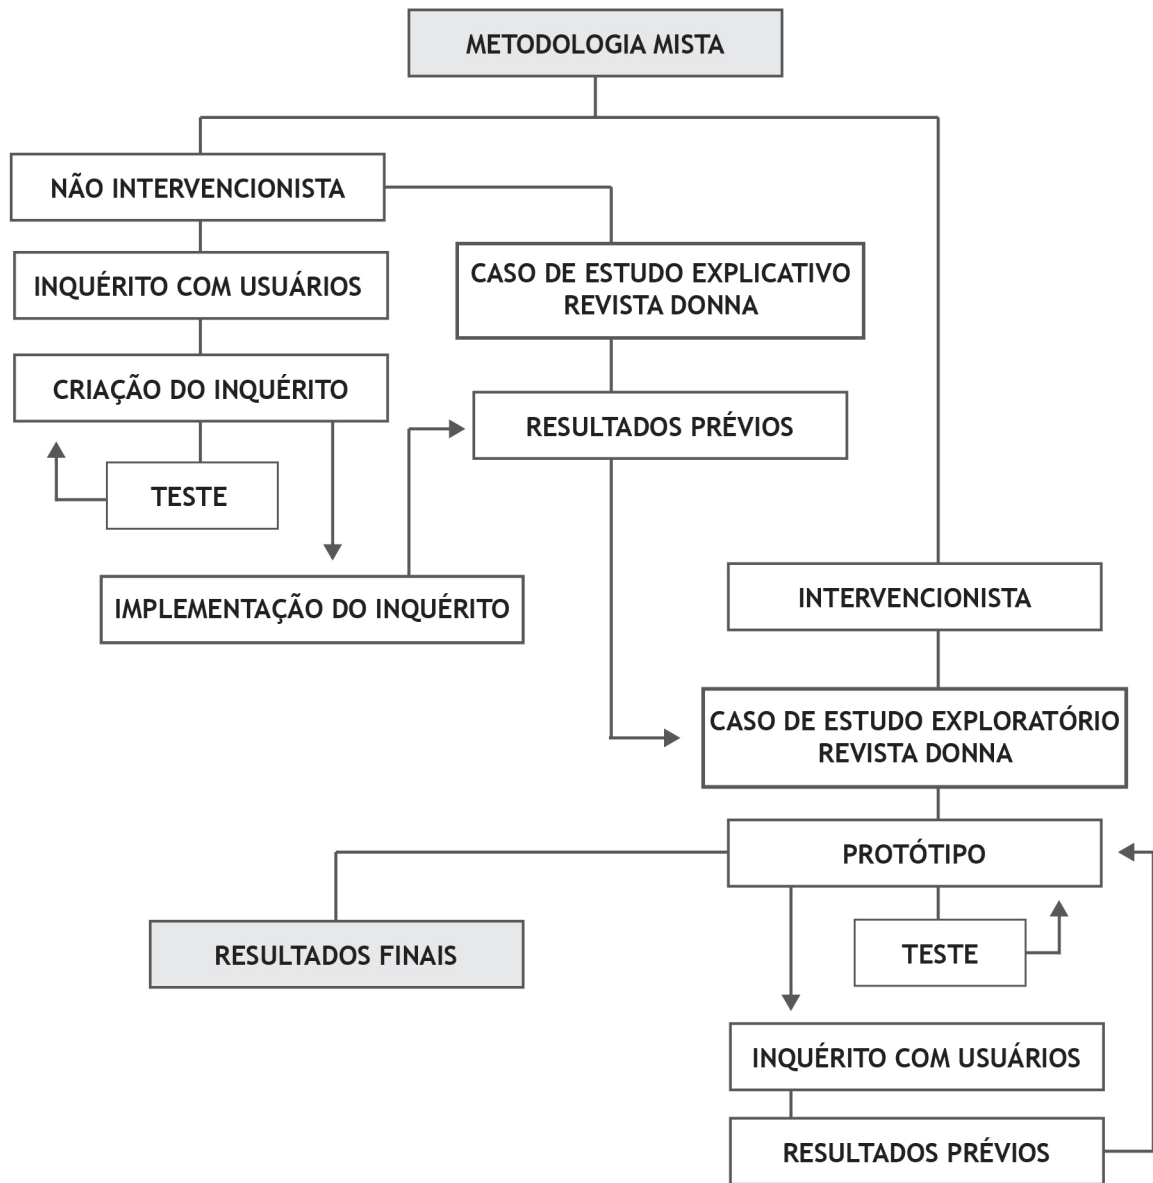 METODOLOGIA MISTA
NÃO INTERVENCIONISTA
INQUÉRITO COM USUÁRIOS
CASO DE ESTUDO EXPLICATIVO
REVISTA DONNA
CRIAÇÃO DO INQUÉRITO
RESULTADOS PRÉVIOS
TESTE
IMPLEMENTAÇÃO DO INQUÉRITO
INTERVENCIONISTA
CASO DE ESTUDO EXPLORATÓRIO
REVISTA DONNA
PROTÓTIPO
RESULTADOS FINAIS
TESTE
INQUÉRITO COM USUÁRIOS
RESULTADOS PRÉVIOS